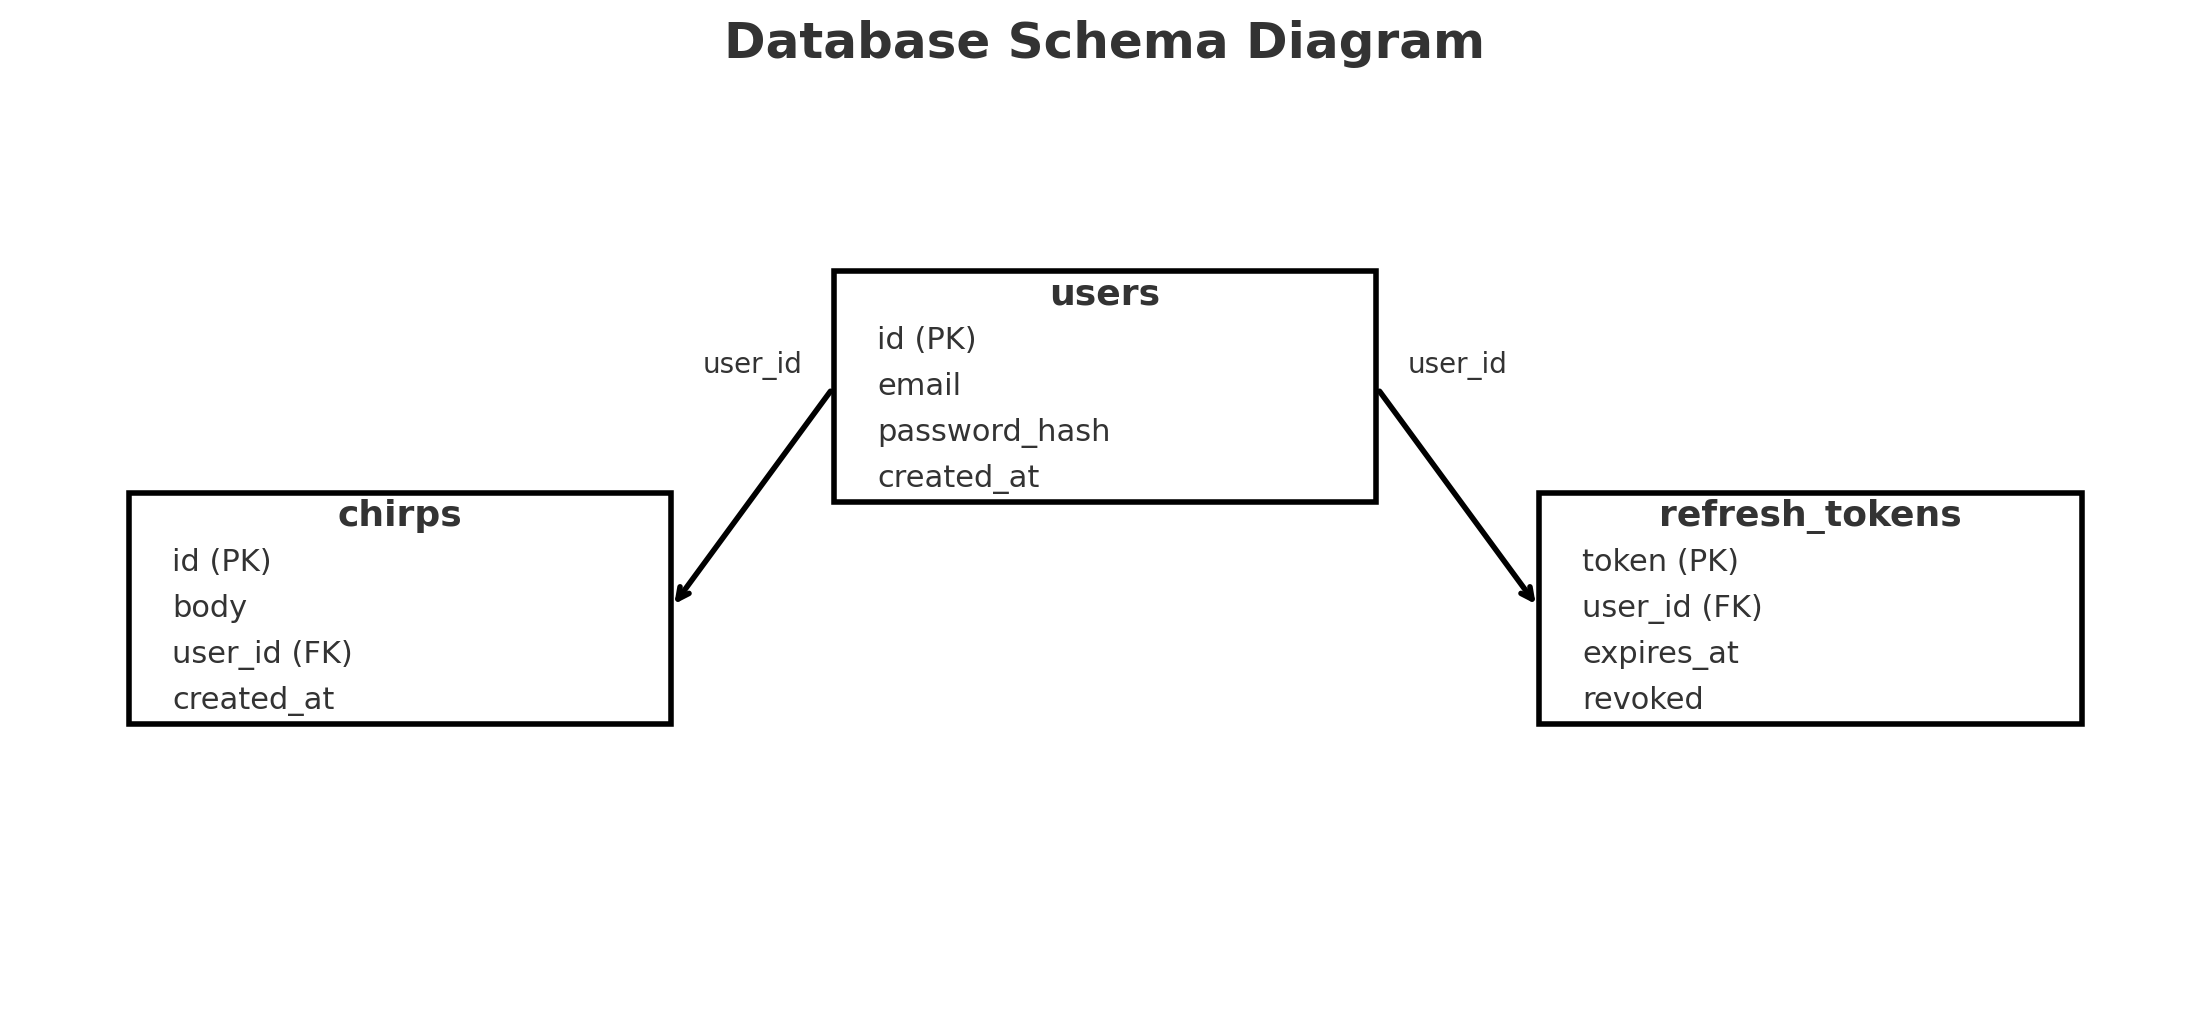 Database Schema Diagram
users
id (PK)
email
password_hash
created_at
user_id
user_id
chirps
id (PK)
body
user_id (FK)
created_at
refresh_tokens
token (PK)
user_id (FK)
expires_at
revoked